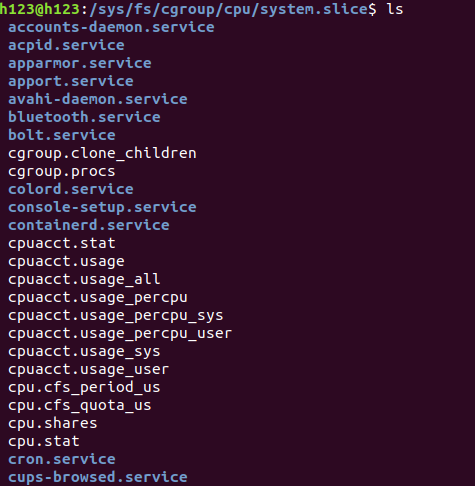 h123@h123:/sys/fs/cgroup/cpu/system.slice$ ls
accounts-daemon.service
acpid.service
apparmor.service
apport.service
avahi-daemon.service
bluetooth.service
bolt.service
cgroup.clone_children
cgroup.procs
colord.service
console-setup.service
containerd.service
cpuacct.stat
cpuacct.usage
cpuacct.usage_all
cpuacct.usage_percpu
cpuacct.usage_percpu_sys
cpuacct.usage_percpu_user
cpuacct.usage_sys
cpuacct.usage_user
cpu.cfs_period_us
cpu.cfs_quota_us
cpu.shares
cpu.stat
cron.service
cups-browsed.service